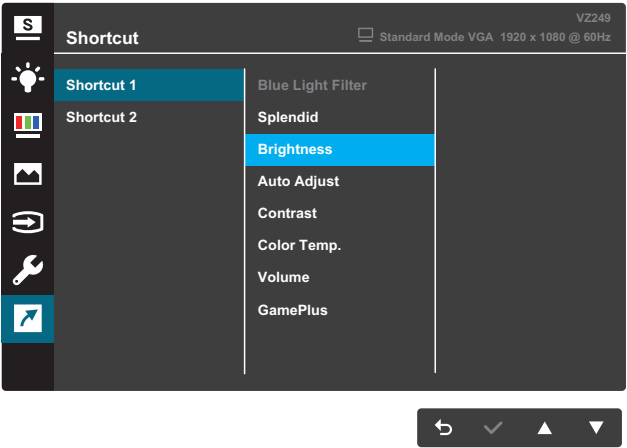 S
VZ249
Shortcut
Standard Mode VGA 1920 x 1080 @ 60Hz
Shortcut 1
Shortcut 2
Blue Light Filter
Splendid
Brightness
Auto Adjust
Contrast
Color Temp.
Volume
GamePlus